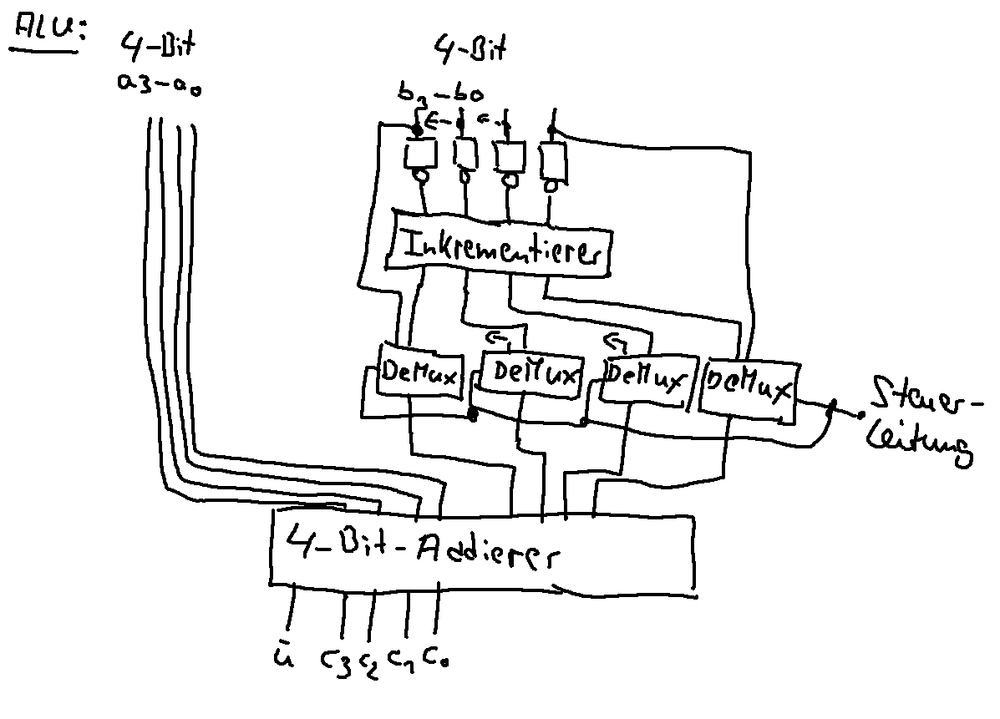 ALU:
4-Bit
a3-a0
4-Bit
b3-b0
Inkrementierer
DeMux
DeMux
DeMux
DeMux
Steuer-
leitung
4-Bit-Addierer
ü
c3
c2
c1
c0